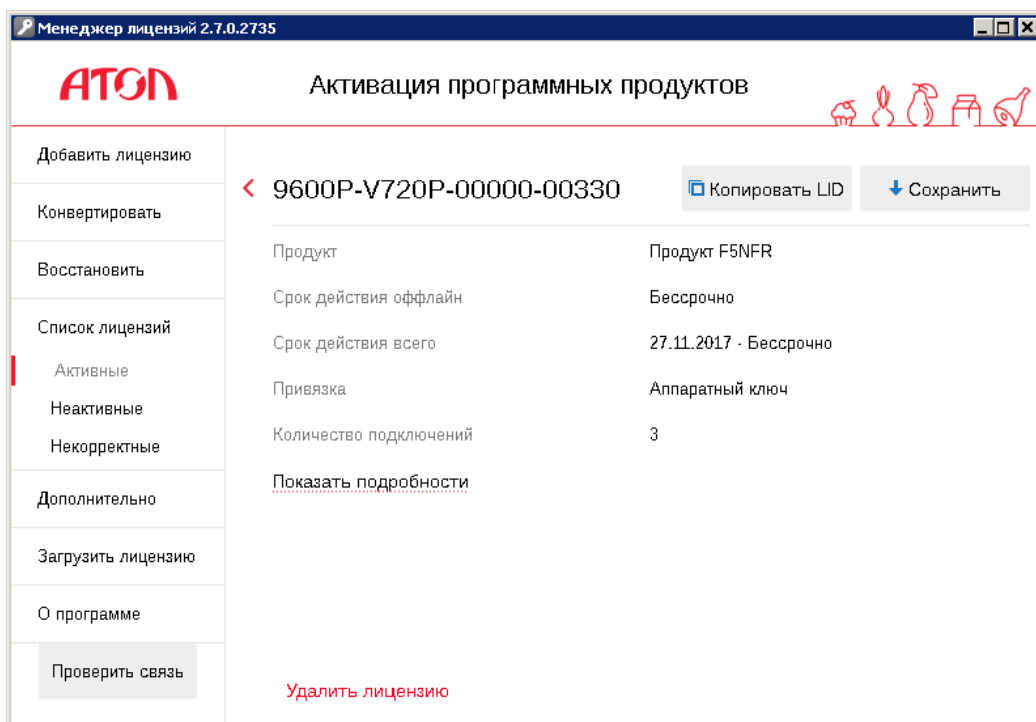 Менеджер лицензий 2.7.0.2735
АТОЛ
Активация программных продуктов
Добавить лицензию
Конвертировать
Восстановить
Список лицензий
Активные
Неактивные
Некорректные
Дополнительно
Загрузить лицензию
О программе
Проверить связь
9600P-V720P-00000-00330
Копировать LID
Сохранить
Продукт Продукт F5NFR
Срок действия оффлайн Бессрочно
Срок действия всего 27.11.2017 - Бессрочно
Привязка Аппаратный ключ
Количество подключений 3
Показать подробности
Удалить лицензию